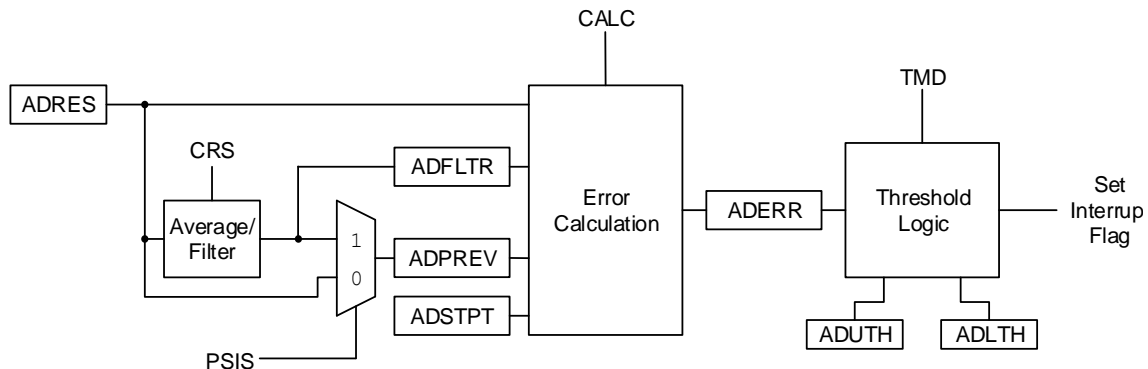 CALC
ADRES
TMD
CRS
ADFLTR
Average/
Filter
Error
Calculation
ADERR
Threshold
Logic
Set
Interrup
Flag
1
ADPREV
0
ADSTPT
ADUTH
ADLTH
PSIS